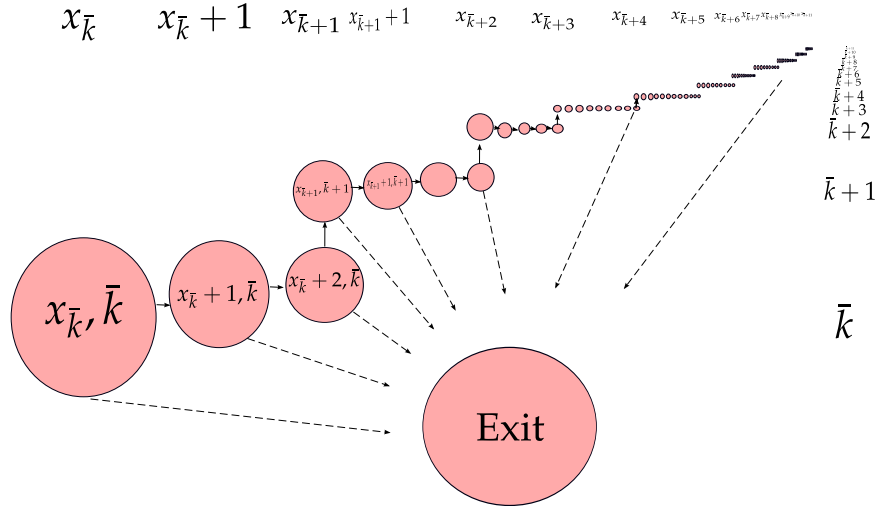 x_k̄ x_k̄ + 1 x_k̄+1 x_k̄+1 + 1 x_k̄+2 x_k̄+3 x_k̄+4 x_k̄+5 x_k̄+6 x_k̄+7 x_k̄+8
k̄ + 8
k̄ + 7
k̄ + 6
k̄ + 5
k̄ + 4
k̄ + 3
k̄ + 2
x_k̄+1, k̄ + 1 x_k̄+1 + 1, k̄ + 1 k̄ + 1
x_k̄, k̄ x_k̄ + 1, k̄ x_k̄ + 2, k̄ k̄
Exit